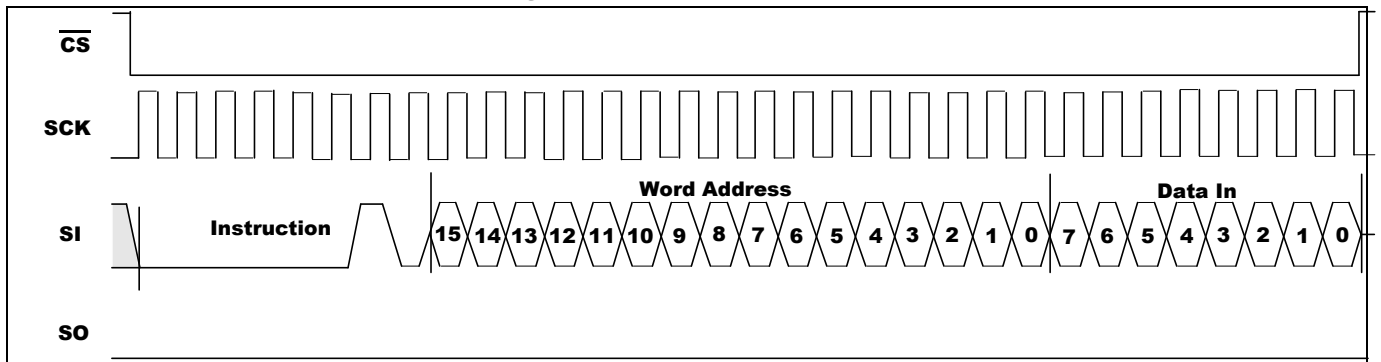 CS
SCK
Word Address Data In
SI Instruction 15 14 13 12 11 10 9 8 7 6 5 4 3 2 1 0 7 6 5 4 3 2 1 0
SO